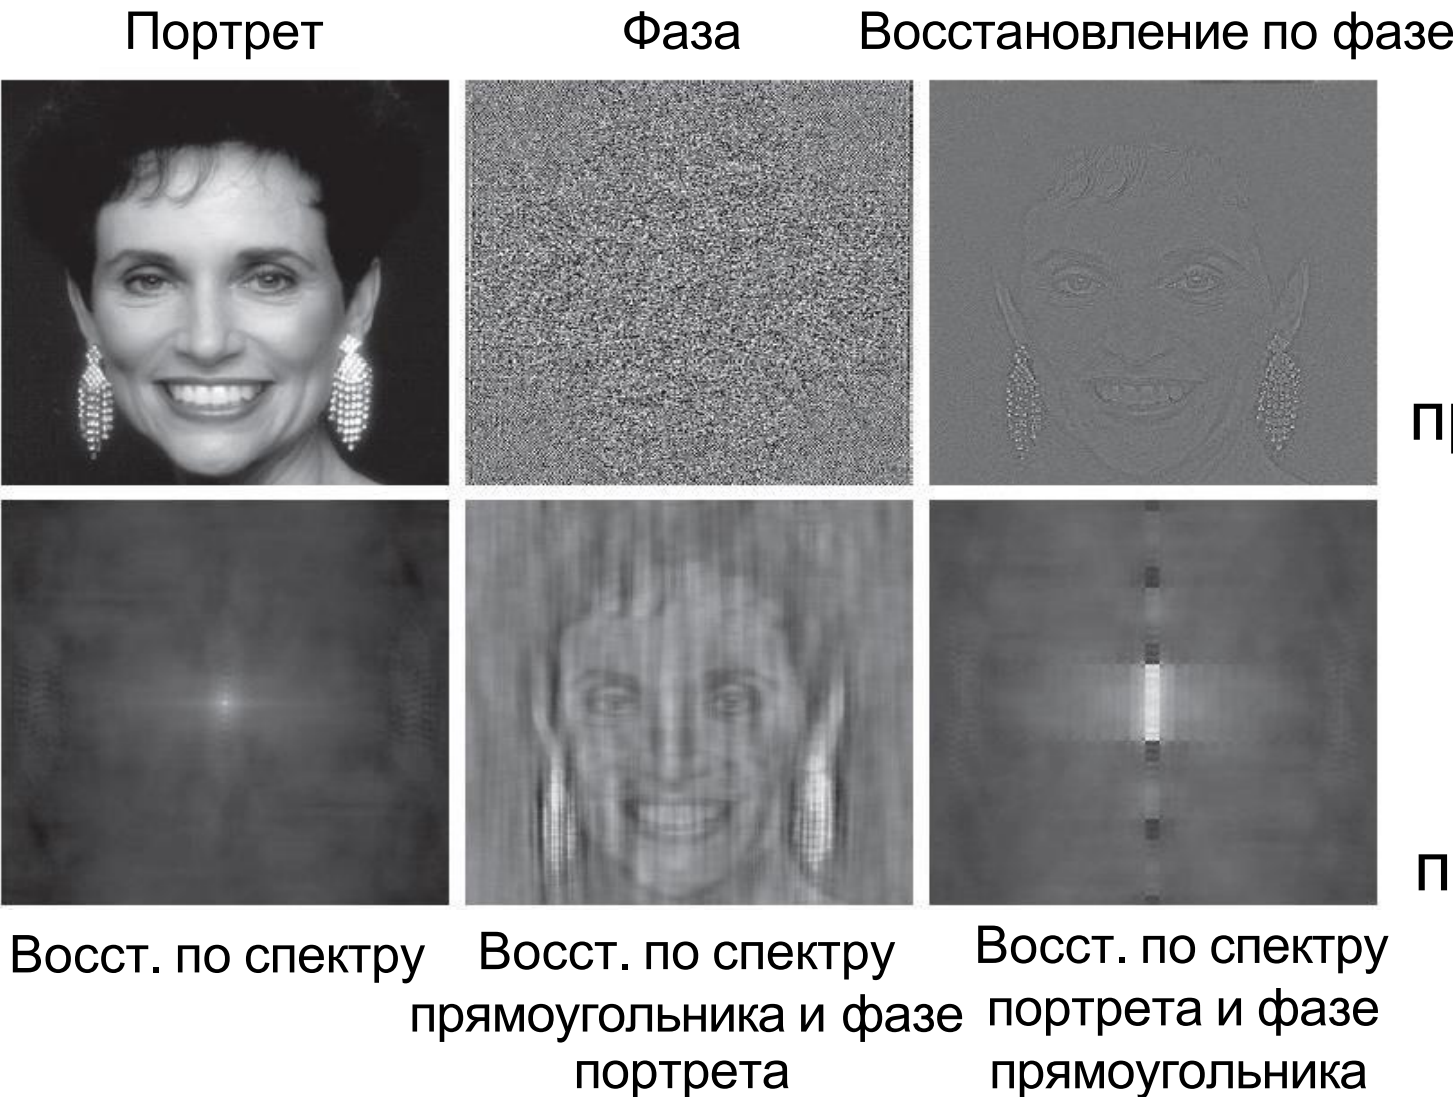 Портрет
Фаза
Восстановление по фазе
Восст. по спектру
Восст. по спектру
прямоугольника и фазе
портрета
Восст. по спектру
портрета и фазе
прямоугольника